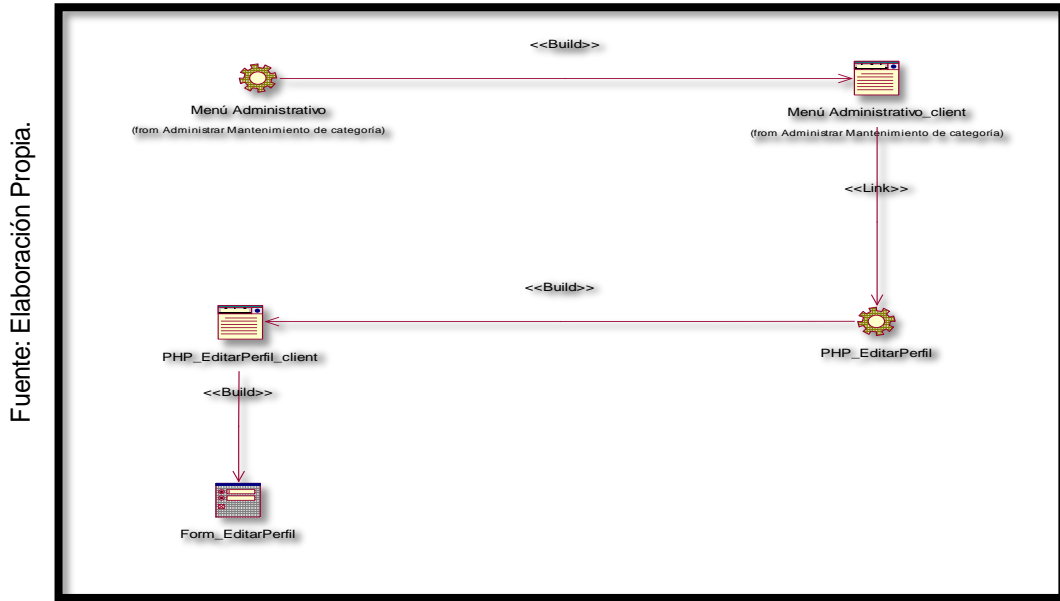 Fuente: Elaboración Propia.
<<Build>>
Menú Administrativo
(from Administrar Mantenimiento de categoría)
Menú Administrativo_client
(from Administrar Mantenimiento de categoría)
<<Link>>
<<Build>>
PHP_EditarPerfil_client
PHP_EditarPerfil
<<Build>>
Form_EditarPerfil